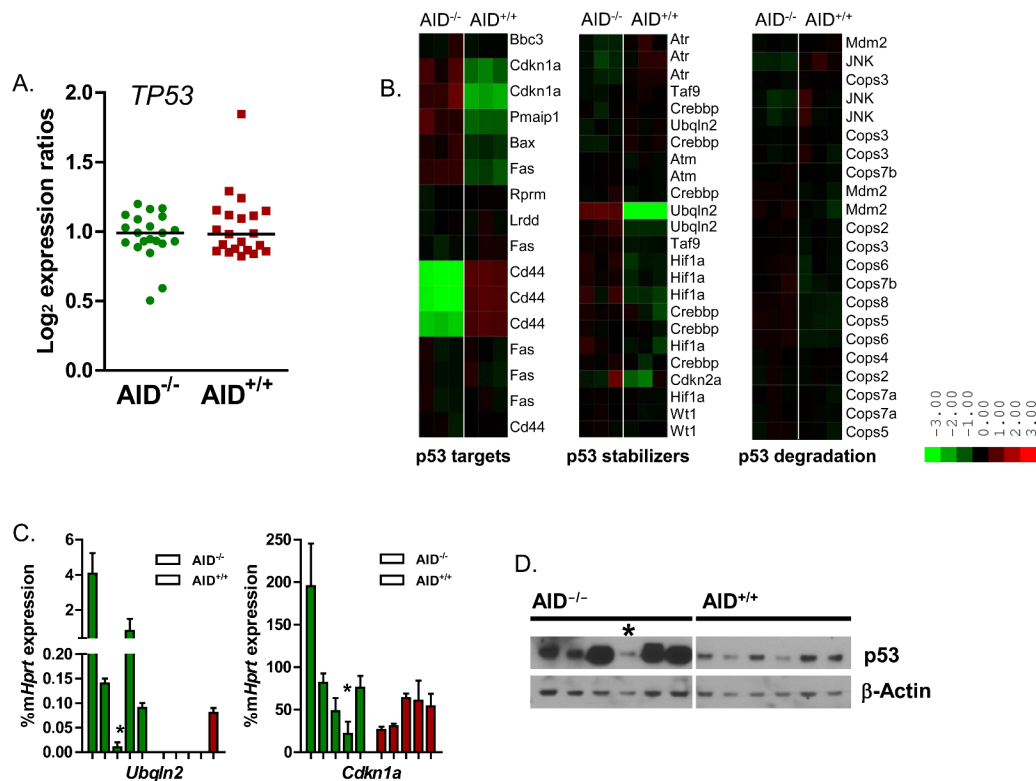 A.
TP53
Log2 expression ratios
2.0
1.5
1.0
0.5
0.0
AID-/-
AID+/+
B.
AID-/-
AID+/+
Bbc3
Cdkn1a
Cdkn1a
Pmaip1
Bax
Fas
Rprm
Lrdd
Fas
Cd44
Cd44
Cd44
Fas
Fas
Fas
Cd44
p53 targets
AID-/-
AID+/+
Atr
Atr
Atr
Taf9
Crebbp
Ubqln2
Crebbp
Atm
Atm
Crebbp
Ubqln2
Ubqln2
Taf9
Hif1a
Hif1a
Hif1a
Crebbp
Crebbp
Hif1a
Crebbp
Cdkn2a
Hif1a
Wt1
Wt1
p53 stabilizers
AID-/-
AID+/+
Mdm2
JNK
Cops3
JNK
JNK
Cops3
Cops3
Cops7b
Mdm2
Mdm2
Cops2
Cops3
Cops6
Cops7b
Cops8
Cops5
Cops6
Cops4
Cops2
Cops7a
Cops7a
Cops5
p53 degradation
-3.00
-2.00
-1.00
0.00
1.00
2.00
3.00
C.
%mHprt expression
6
4
2
0.20
0.15
0.10
0.05
0.00
AID-/-
AID+/+
*
Ubqln2
%mHprt expression
250
200
150
100
50
0
AID-/-
AID+/+
*
Cdkn1a
D.
AID-/-
AID+/+
*
p53
β-Actin